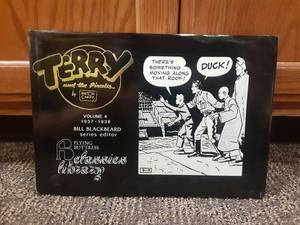 TERRY
and the Pirates
by
VOLUME 4
1937-1938
BILL BLACKBEARD
series editor
FLYING
BUTTRESS
classics
library
THERE'S
SOMETHING
MOVING ALONG
THAT ROOF!
DUCK!